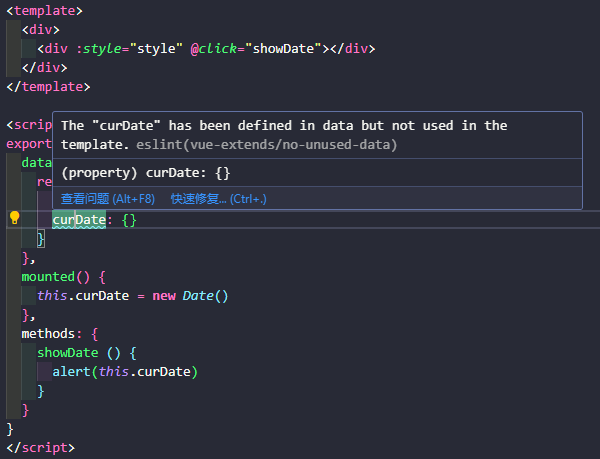 <template>
<div>
<div :style="style" @click="showDate"></div>
</div>
</template>
<scrip
export
The "curDate" has been defined in data but not used in the
template. eslint(vue-extends/no-unused-data)
data
(property) curDate: {}
re
查看问题 (Alt+F8) 快速修复... (Ctrl+.)
curDate: {}
}
},
mounted() {
this.curDate = new Date()
},
methods: {
showDate () {
alert(this.curDate)
}
}
}
</script>